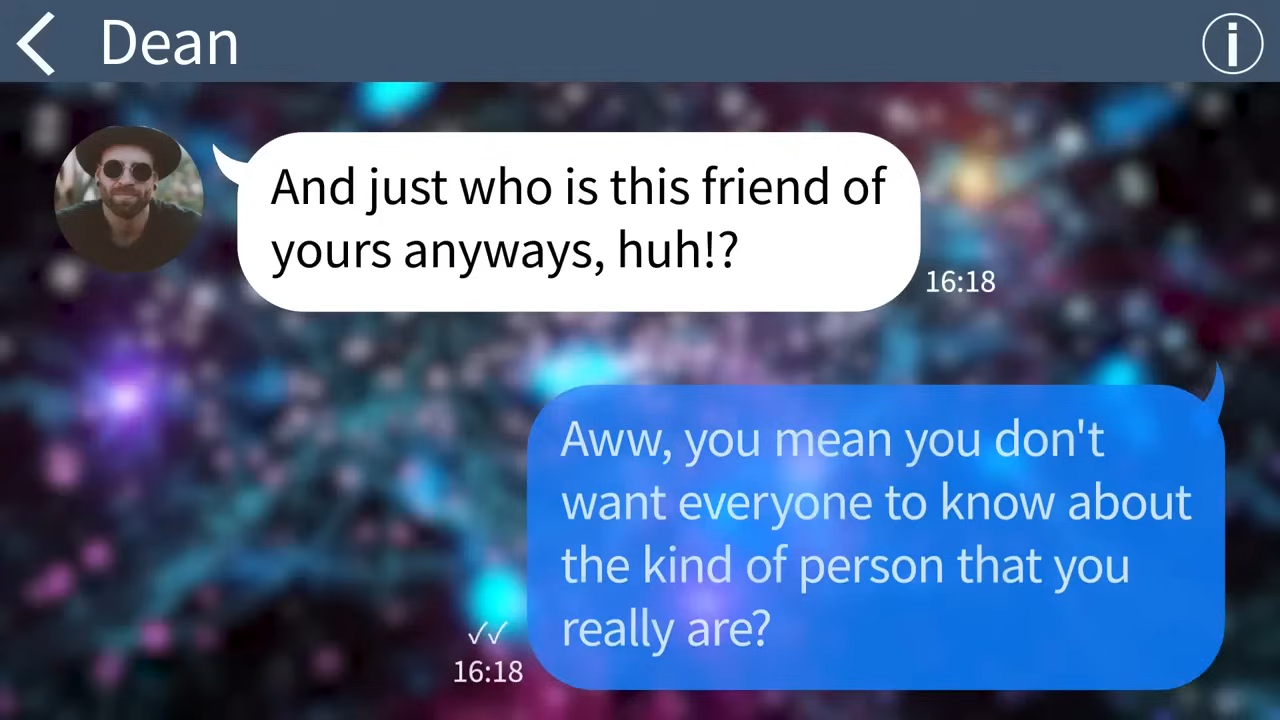 Dean
And just who is this friend of
yours anyways, huh!?
16:18
Aww, you mean you don't
want everyone to know about
the kind of person that you
really are?
16:18